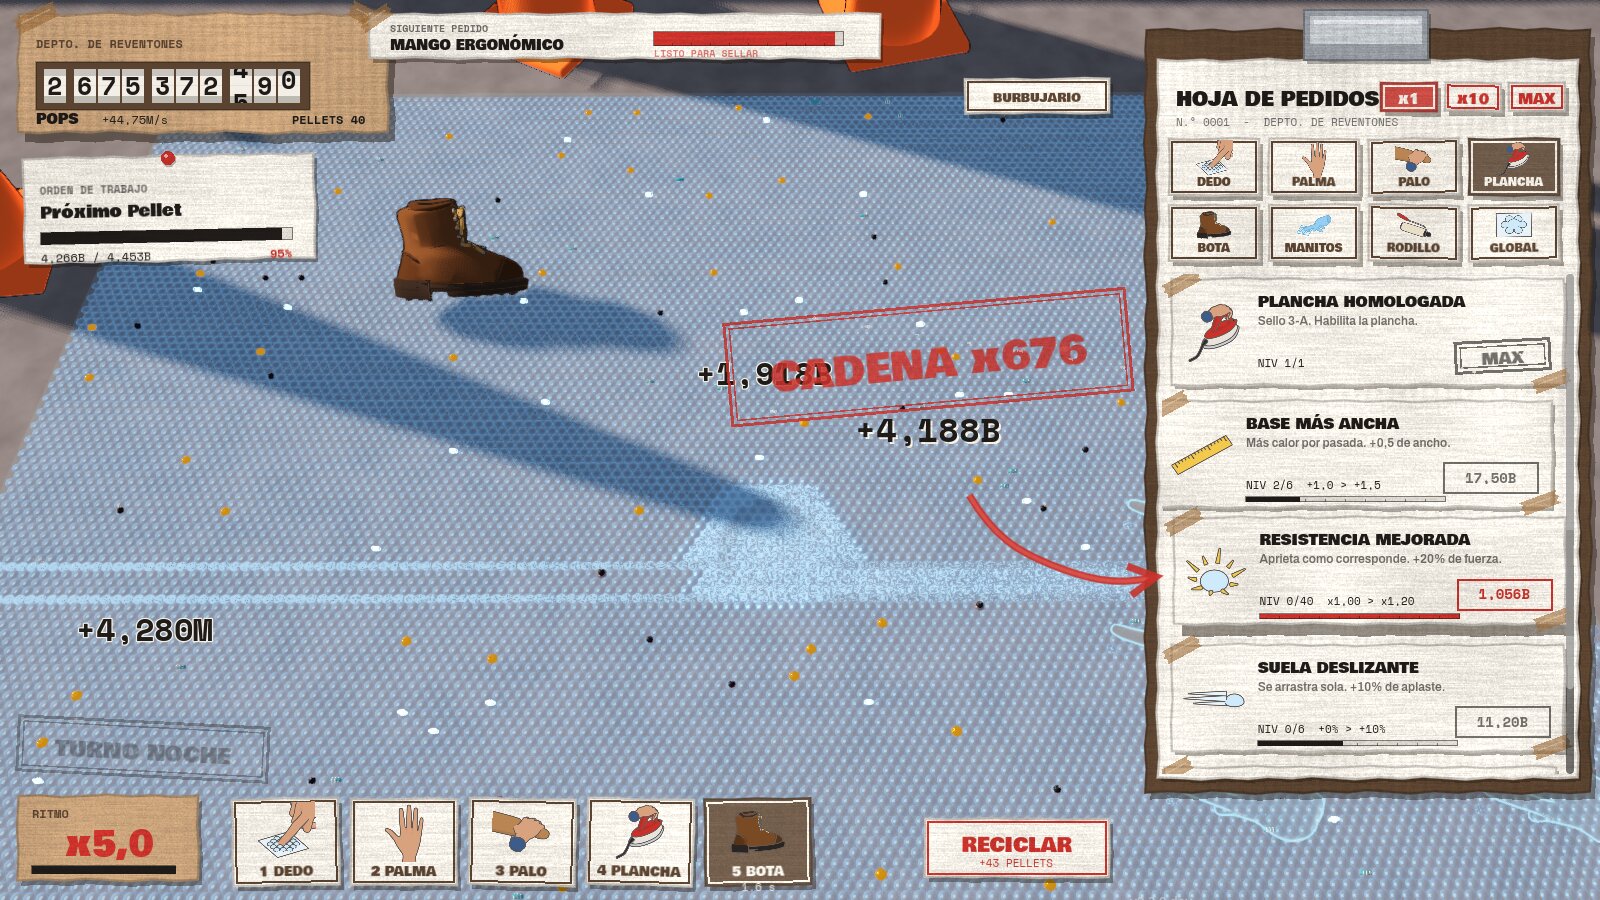 DEPTO. DE REVENTONES
2 675 372 90
POPS +44,75M/s PELLETS 40
SIGUIENTE PEDIDO
MANGO ERGONÓMICO
LISTO PARA SELLAR
BURBUJARIO
ORDEN DE TRABAJO
Próximo Pellet
4,266B / 4,453B 95%
CADENA x676
+4,188B
+4,280M
TURNO NOCHE
RITMO
x5,0
1 DEDO
2 PALMA
3 PALO
4 PLANCHA
5 BOTA
1,6 s
RECICLAR
+43 PELLETS
HOJA DE PEDIDOS
x1
x10
MAX
N.º 0001 - DEPTO. DE REVENTONES
DEDO
PALMA
PALO
PLANCHA
BOTA
MANITOS
RODILLO
GLOBAL
PLANCHA HOMOLOGADA
Sello 3-A. Habilita la plancha.
NIV 1/1
MAX
BASE MÁS ANCHA
Más calor por pasada. +0,5 de ancho.
NIV 2/6 +1,0 > +1,5
17,50B
RESISTENCIA MEJORADA
Aprieta como corresponde. +20% de fuerza.
NIV 0/40 x1,00 > x1,20
1,056B
SUELA DESLIZANTE
Se arrastra sola. +10% de aplaste.
NIV 0/6 +0% > +10%
11,20B